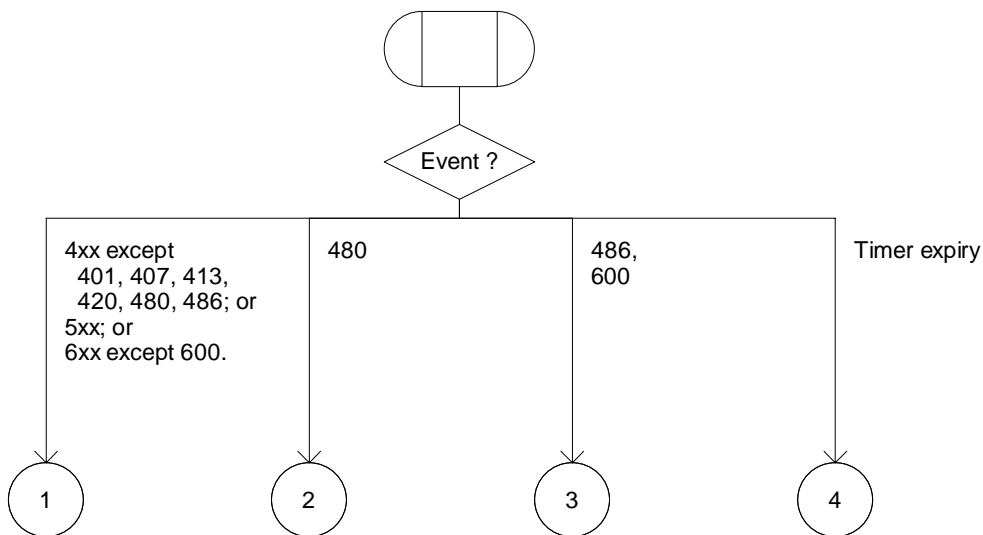 Event ?
4xx except
401, 407, 413,
420, 480, 486; or
5xx; or
6xx except 600.
480
486,
600
Timer expiry
1
2
3
4